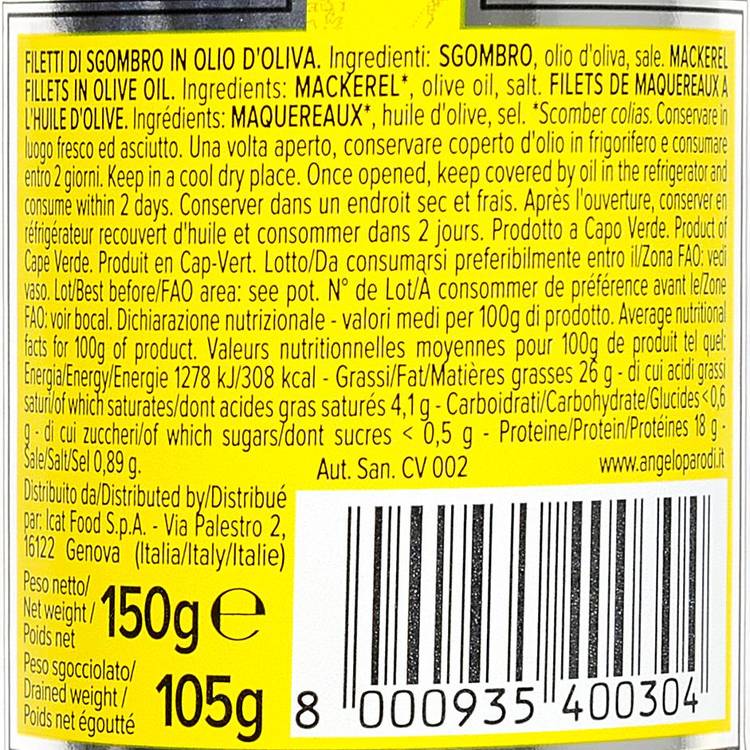 FILETTI DI SGOMBRO IN OLIO D'OLIVA. Ingredienti: SGOMBRO, olio d'oliva, sale. MACKEREL
FILLETS IN OLIVE OIL. Ingredients: MACKEREL*, olive oil, salt. FILETS DE MAQUEREAUX A
L'HUILE D'OLIVE. Ingrédients: MAQUEREAUX*, huile d'olive, sel. *Scomber colias. Conservare in
luogo fresco ed asciutto. Una volta aperto, conservare coperto d'olio in frigorifero e consumare
entro 2 giorni. Keep in a cool dry place. Once opened, keep covered by oil in the refrigerator and
consume within 2 days. Conserver dans un endroit sec et frais. Après l'ouverture, conserver en
réfrigérateur recouvert d'huile et consommer dans 2 jours. Prodotto a Capo Verde. Product of
Cape Verde. Produit en Cap-Vert. Lotto/Da consumarsi preferibilmente entro il/Zona FAO: vedi
vaso. Lot/Best before/FAO area: see pot. N° de Lot/À consommer de préférence avant le/Zone
FAO: voir bocal. Dichiarazione nutrizionale - valori medi per 100g di prodotto. Average nutritional
facts for 100g of product. Valeurs nutritionnelles moyennes pour 100g de produit tel quel:
Energia/Energy/Energie 1278 kJ/308 kcal - Grassi/Fat/Matières grasses 26 g - di cui acidi grassi
saturi/of which saturates/dont acides gras saturés 4,1 g - Carboidrati/Carbohydrate/Glucides < 0,6
g - di cui zuccheri/of which sugars/dont sucres < 0,5 g - Proteine/Protein/Protéines 18 g -
Sale/Salt/Sel 0,89 g.
Aut. San. CV 002
www.angeloparodi.it
Distribuito da/Distributed by/Distribué
par: Icat Food S.p.A. - Via Palestro 2,
16122 Genova (Italia/Italy/Italie)
Peso netto/
Net weight/
Poids net
150g e
Peso sgocciolato/
Drained weight/
Poids net égoutté
105g
8 000935 400304